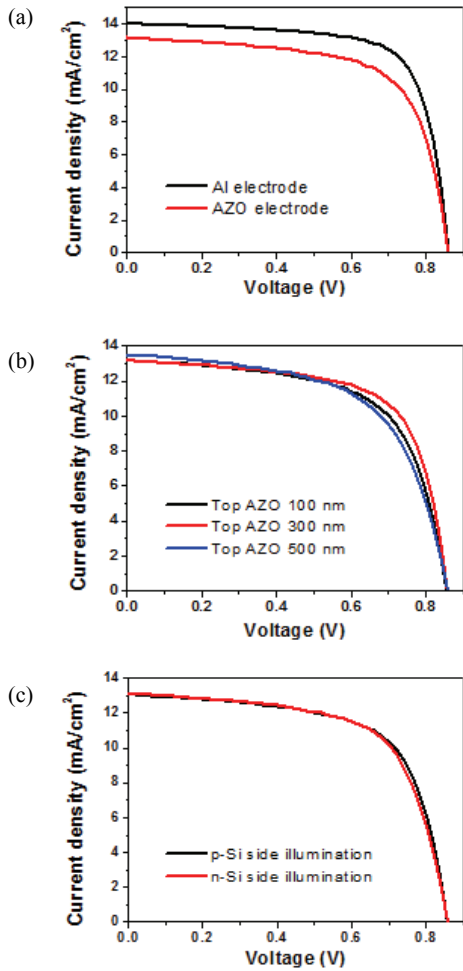 (a)
Current density (mA/cm²)
16
14
12
10
8
6
4
2
0
Al electrode
AZO electrode
0.0 0.2 0.4 0.6 0.8
Voltage (V)
(b)
Current density (mA/cm²)
14
12
10
8
6
4
2
0
Top AZO 100 nm
Top AZO 300 nm
Top AZO 500 nm
0.0 0.2 0.4 0.6 0.8
Voltage (V)
(c)
Current density (mA/cm²)
14
12
10
8
6
4
2
0
p-Si side illumination
n-Si side illumination
0.0 0.2 0.4 0.6 0.8
Voltage (V)